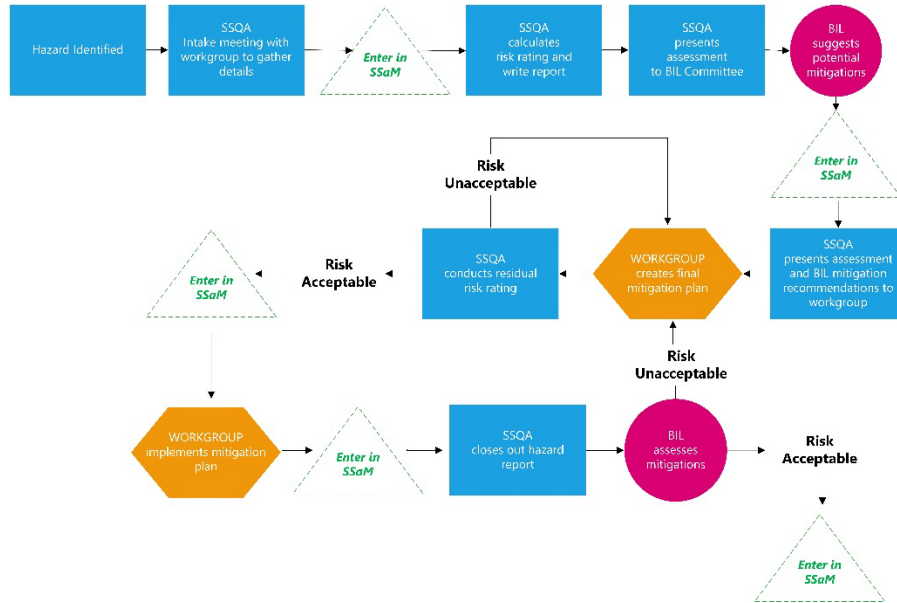 Hazard Identified
SSQA
Intake meeting with
workgroup to gather
details
Enter in
SSaM
SSQA
calculates
risk rating and
write report
SSQA
presents
assessment
to BIL Committee
BIL
suggests
potential
mitigations
Enter in
SSaM
Risk
Unacceptable
SSQA
presents assessment
and BIL mitigation
recommendations to
workgroup
WORKGROUP
creates final
mitigation plan
SSQA
conducts residual
risk rating
Risk
Acceptable
Enter in
SSaM
Risk
Unacceptable
WORKGROUP
implements mitigation
plan
Enter in
SSaM
SSQA
closes out hazard
report
BIL
assesses
mitigations
Risk
Acceptable
Enter in
SSaM